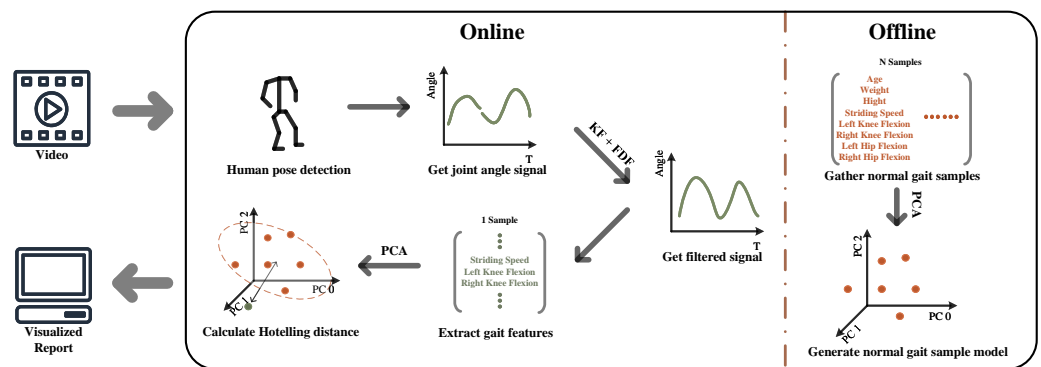 Online
Offline
Video
Human pose detection
Angle
T
Get joint angle signal
KF + FDF
Angle
T
Get filtered signal
1 Sample
Striding Speed
Left Knee Flexion
Right Knee Flexion
Extract gait features
PCA
PC 2
PC 0
PC 1
Calculate Hotelling distance
Visualized
Report
N Samples
Age
Weight
Hight
Striding Speed
Left Knee Flexion
Right Knee Flexion
Left Hip Flexion
Right Hip Flexion
Gather normal gait samples
PCA
PC 2
PC 0
PC 1
Generate normal gait sample model